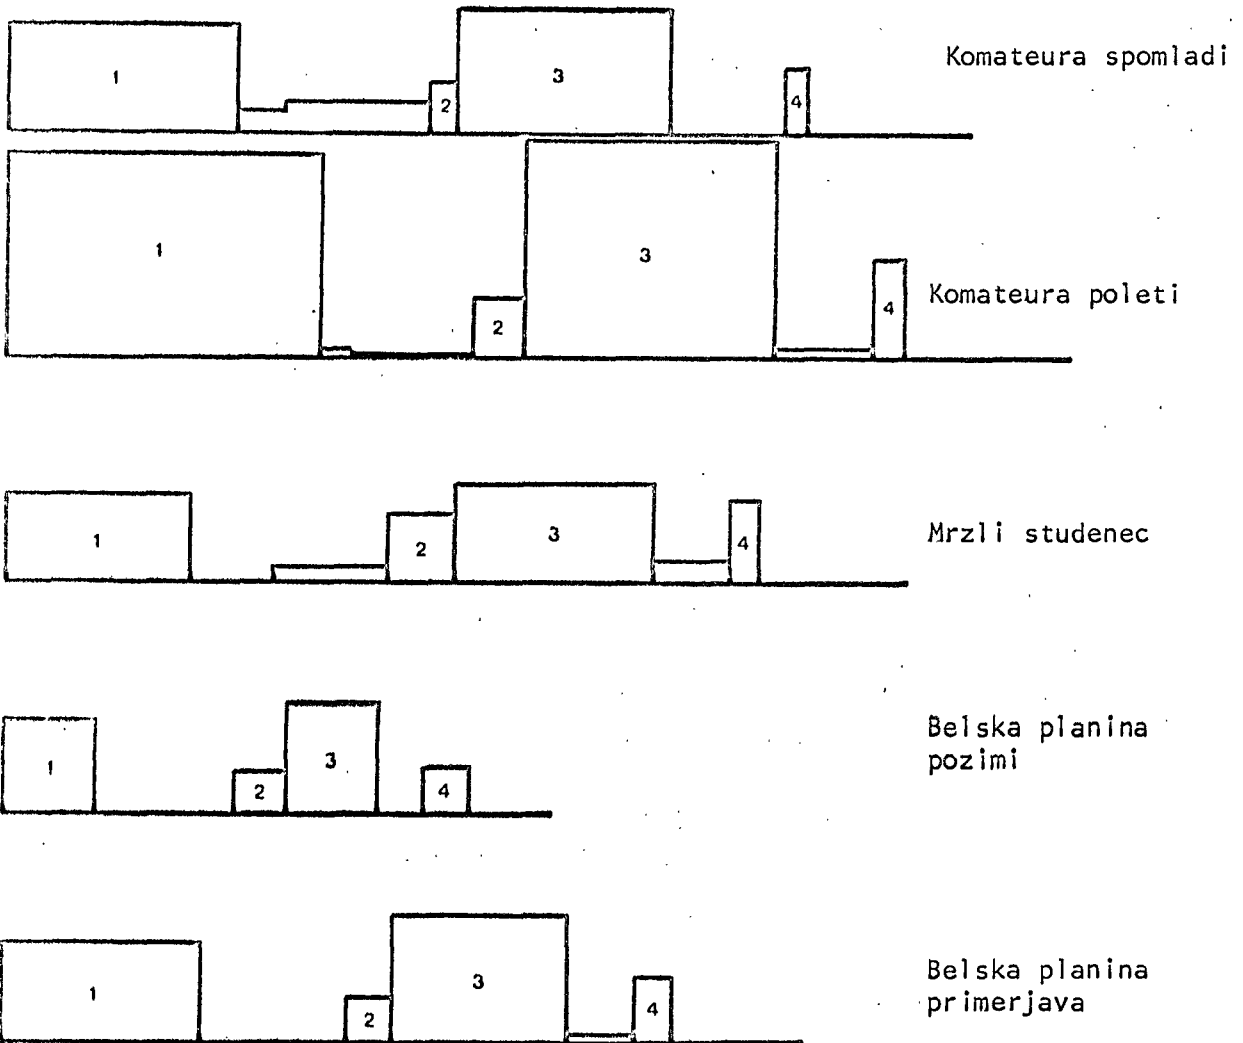 1 2 3 4 Komateura spomladi
1 2 3 4 Komateura poleti
1 2 3 4 Mrzli studenec
1 2 3 4 Belska planina
pozimi
1 2 3 4 Belska planina
primerjava